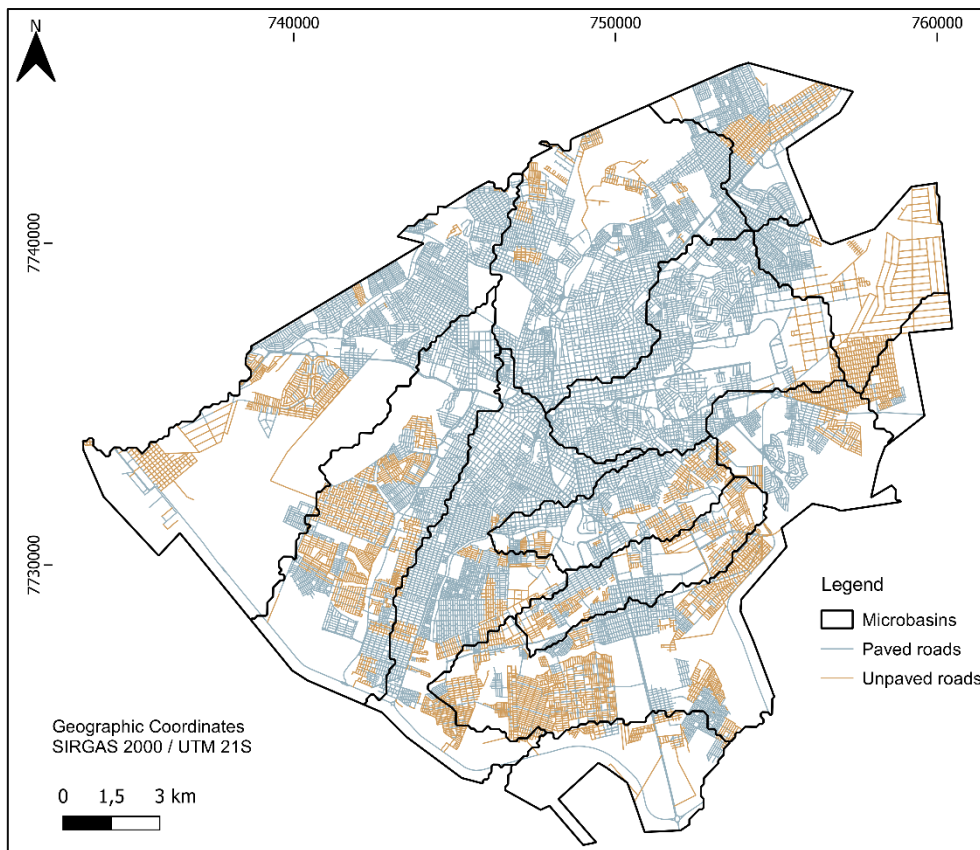 N
740000
750000
760000
7740000
7730000
Legend
Microbasins
Paved roads
Unpaved roads
Geographic Coordinates
SIRGAS 2000 / UTM 21S
0 1,5 3 km